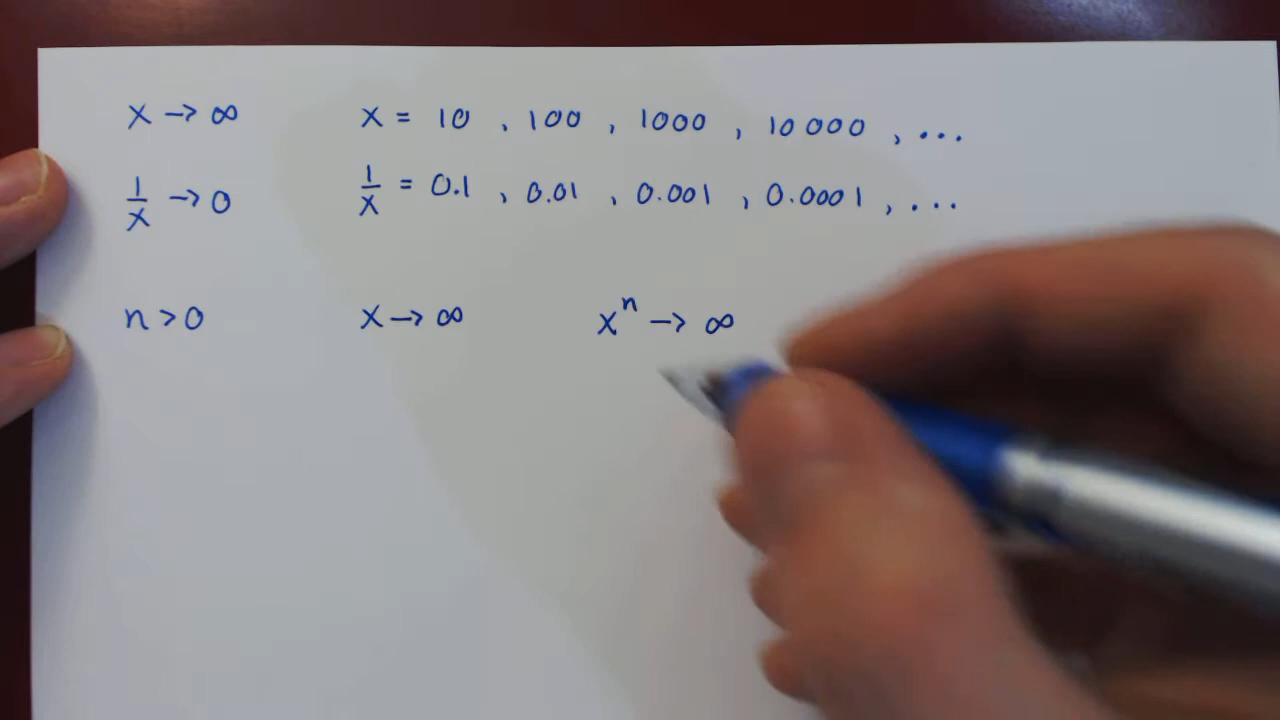 x → ∞ x = 10 , 100 , 1000 , 10 000 , ...
1/x → 0 1/x = 0.1 , 0.01 , 0.001 , 0.0001 , ...
n > 0 x → ∞ xⁿ → ∞